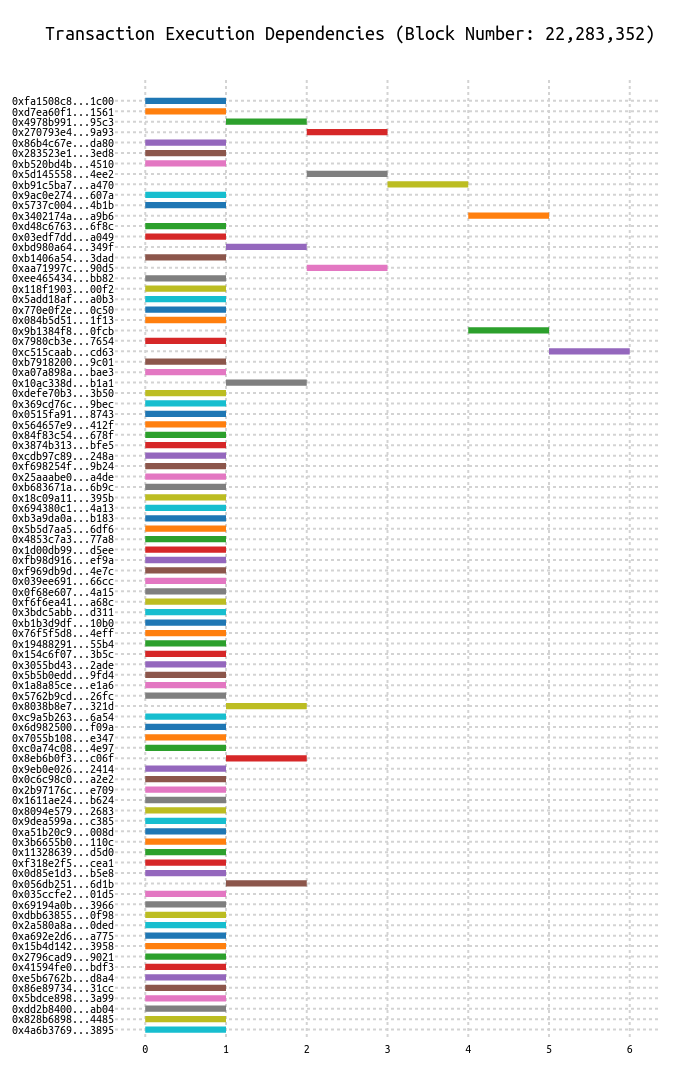 Transaction Execution Dependencies (Block Number: 22,283,352)
0xfa1508c8...1c00
0xd7ea60f1...1561
0x4978b991...95c3
0x270793e4...9a93
0x86b4c67e...da80
0x283523e1...3ed8
0xb520bd4b...4510
0x5d145558...4ee2
0xb91c5ba7...a470
0x9ac0e274...607a
0x5737c004...4b1b
0x3402174a...a9b6
0xd48c6763...6f8c
0x03edf7dd...a049
0xbd980a64...349f
0xb1406a54...3dad
0xaa71997c...90d5
0xee465434...bb82
0x118f1903...00f2
0x5add18af...a0b3
0x770e0f2e...0c50
0x084b5d51...1f13
0x9b1384f8...0fcb
0x7980cb3e...7654
0xc515caab...cd63
0xb7918200...9c01
0xa07a898a...bae3
0x10ac338d...b1a1
0xdefe70b3...3b50
0x369cd76c...9bec
0x0515fa91...8743
0x564657e9...412f
0x84f83c54...678f
0x3874b313...bfe5
0xcdb97c89...248a
0xf698254f...9b24
0x25aaabe0...a4de
0xb683671a...6b9c
0x18c09a11...395b
0x694380c1...4a13
0xb3a9da0a...b183
0x5b5d7aa5...6df6
0x4853c7a3...77a8
0x1d00db99...d5ee
0xfb98d916...ef9a
0xf969db9d...4e7c
0x039ee691...66cc
0x0f68e607...4a15
0xf6f6ea41...a68c
0x3bdc5abb...d311
0xb1b3d9df...10b0
0x76f5f5d8...4eff
0x19488291...55b4
0x154c6f07...3b5c
0x3055bd43...2ade
0x5b5b0edd...9fd4
0x1a8a85ce...e1a6
0x5762b9cd...26fc
0x8038b8e7...321d
0xc9a5b263...6a54
0x6d982500...f09a
0x7055b108...e347
0xc0a74c08...4e97
0x8eb6b0f3...c06f
0x9eb0e026...2414
0x0c6c98c0...a2e2
0x2b97176c...e709
0x1611ae24...b624
0x8094e579...2683
0x9dea599a...c385
0xa51b20c9...008d
0x3b6655b0...110c
0x11328639...d5d0
0xf318e2f5...cea1
0x0d85e1d3...b5e8
0x056db251...6d1b
0x035ccfe2...01d5
0x69194a0b...3966
0xdbb63855...0f98
0x2a580a8a...0ded
0xa692e2d6...a775
0x15b4d142...3958
0x2796cad9...9021
0x41594fe0...bdf3
0xe5b6762b...d8a4
0x86e89734...31cc
0x5bdce898...3a99
0xdd2b8400...ab04
0x828b6898...4485
0x4a6b3769...3895
0 1 2 3 4 5 6